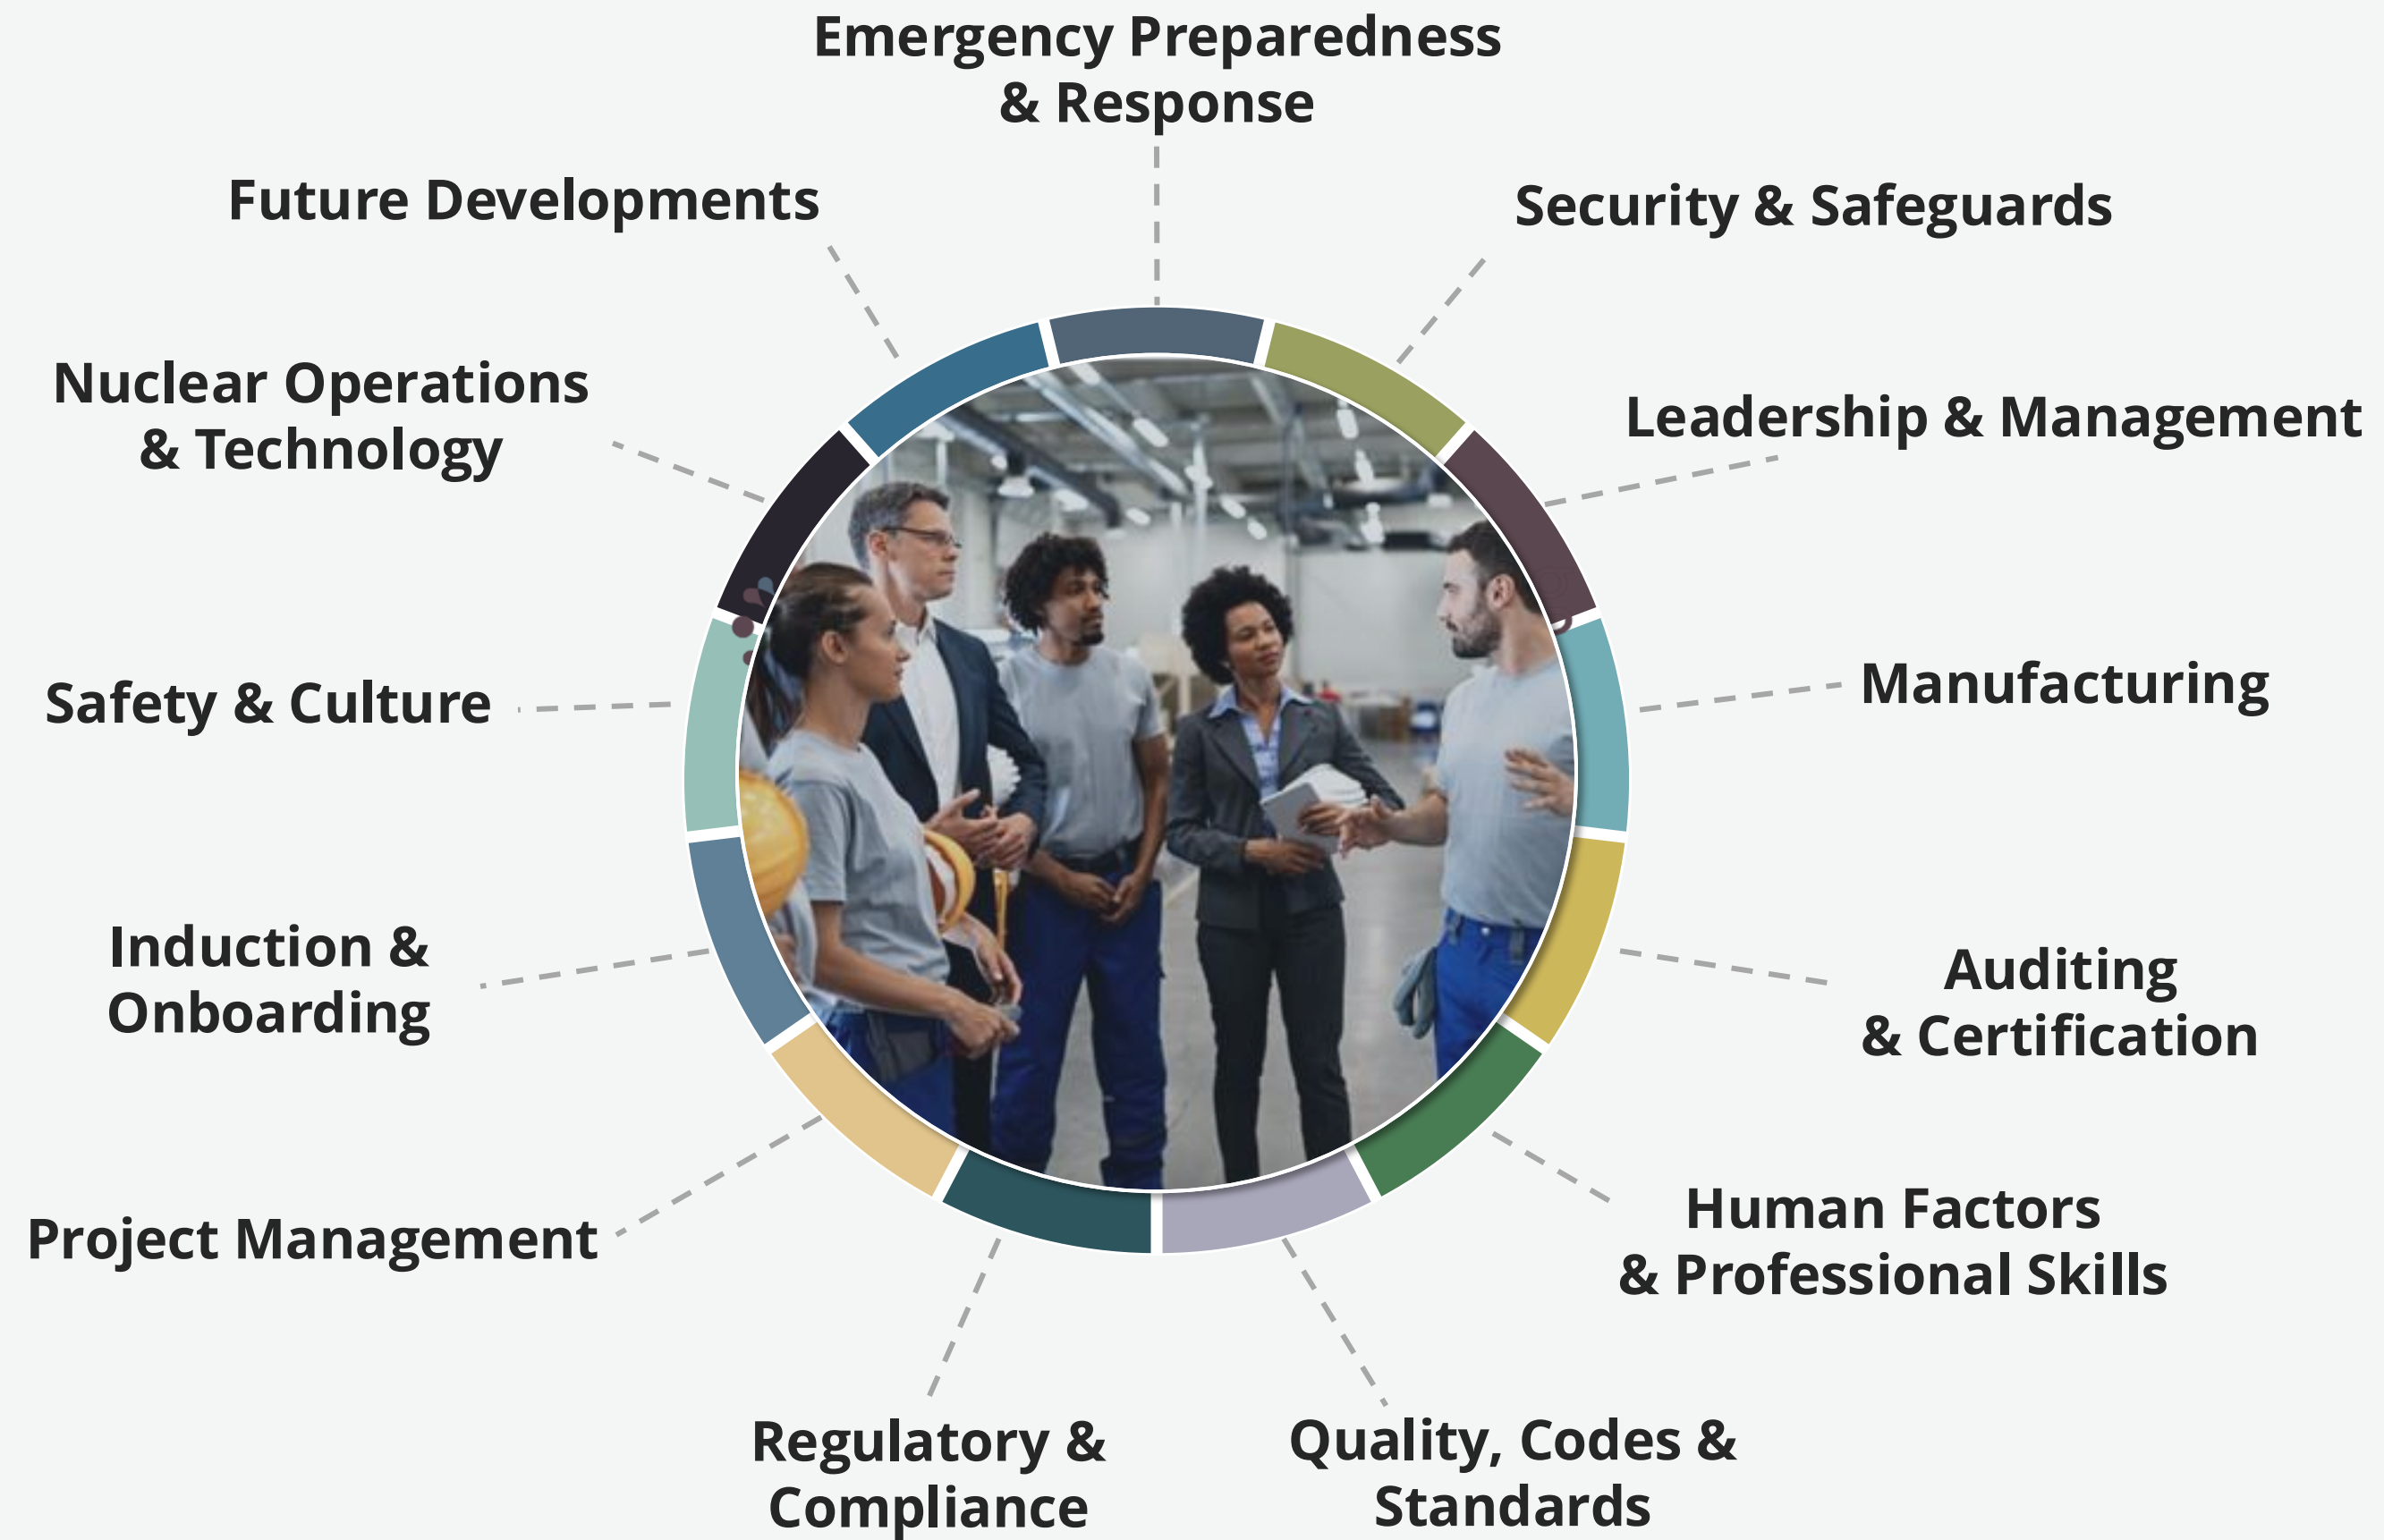 Emergency Preparedness
& Response
Future Developments
Security & Safeguards
Nuclear Operations
& Technology
Leadership & Management
Safety & Culture
Manufacturing
Induction &
Onboarding
Auditing
& Certification
Project Management
Human Factors
& Professional Skills
Regulatory &
Compliance
Quality, Codes &
Standards